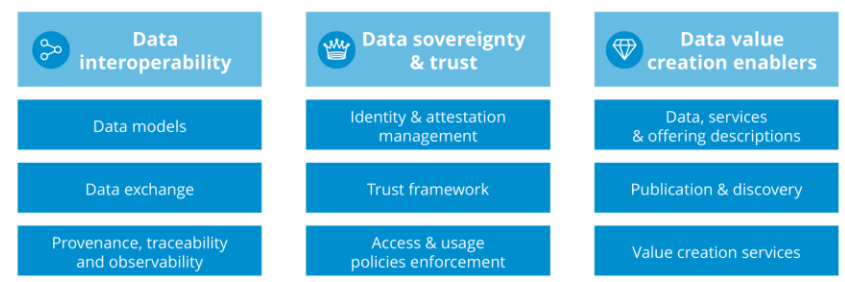 Data
interoperability
Data models
Data exchange
Provenance, traceability
and observability
Data sovereignty
& trust
Identity & attestation
management
Trust framework
Access & usage
policies enforcement
Data value
creation enablers
Data, services
& offering descriptions
Publication & discovery
Value creation services